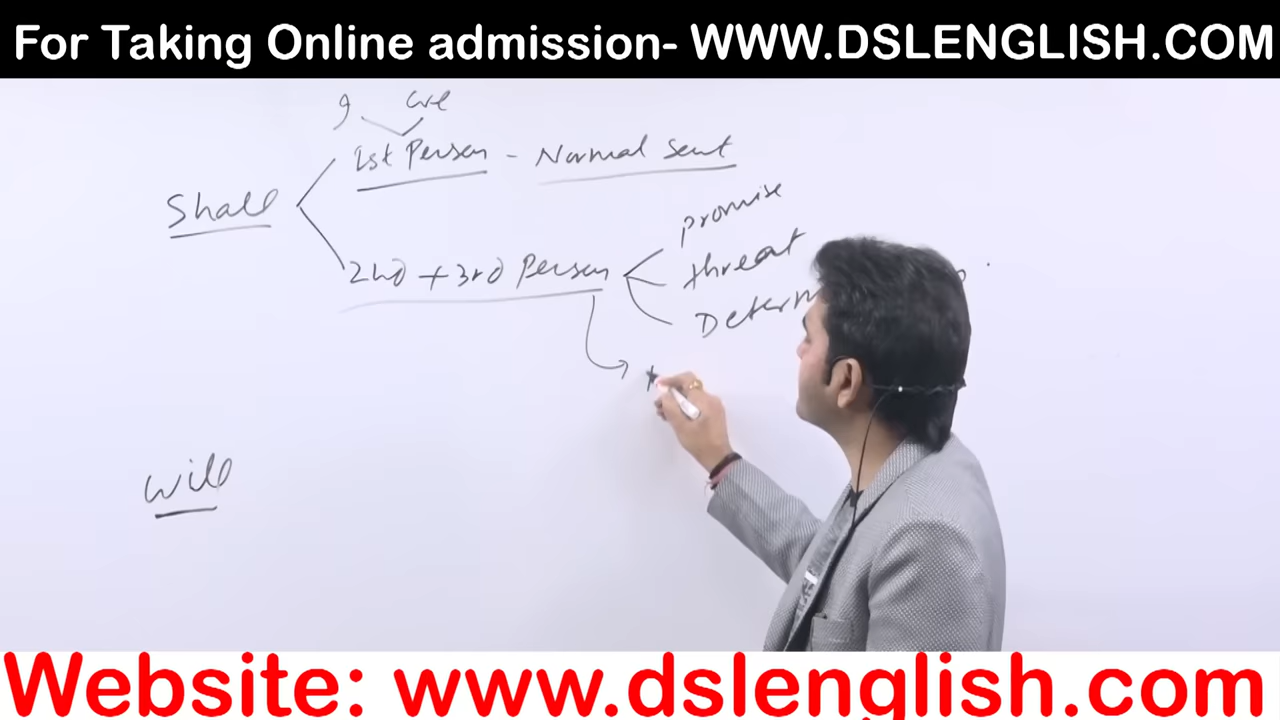 For Taking Online admission- WWW.DSLENGLISH.COM
I we
1st Person - Normal Sent
Shall
promise
2nd + 3rd Person
threat
Determ
Will
Website: www.dslenglish.com